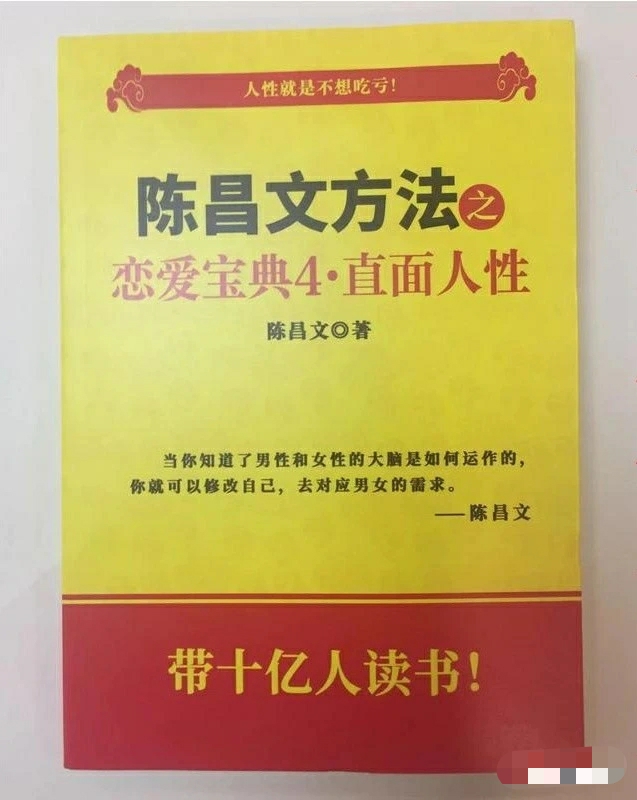 人性就是不想吃亏！
陈昌文方法之
恋爱宝典4·直面人性
陈昌文◎著
当你知道了男性和女性的大脑是如何运作的，
你就可以修改自己，去对应男女的需求。
——陈昌文
带十亿人读书！